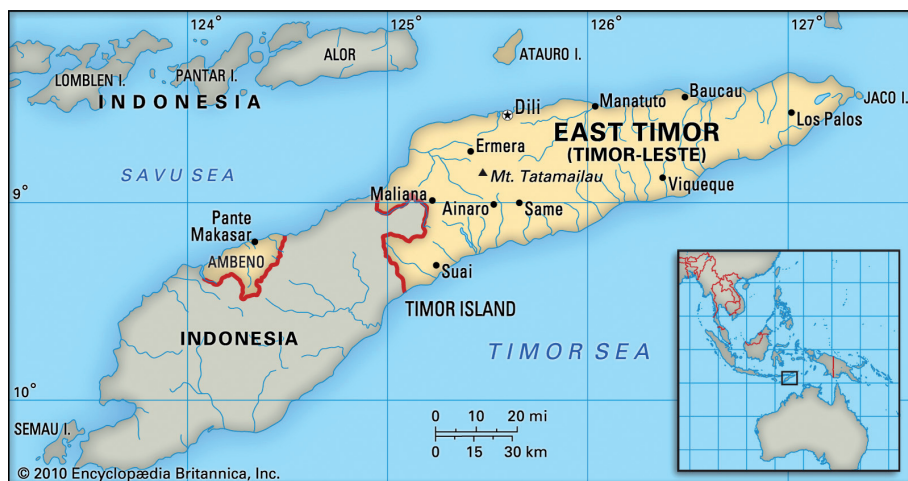 124°
125°
126°
127°
LOMBLEN I.
PANTAR I.
ALOR
ATAURO I.
INDONESIA
Dili
Manatuto
Baucau
JACO I.
Los Palos
EAST TIMOR
(TIMOR-LESTE)
Ermera
Mt. Tatamailau
SAVU SEA
Viqueque
9°
Maliana
Ainaro
Same
Pante
Makasar
AMBENO
Suai
TIMOR ISLAND
INDONESIA
TIMOR SEA
10°
SEMAU I.
0 10 20 mi
0 15 30 km
© 2010 Encyclopædia Britannica, Inc.